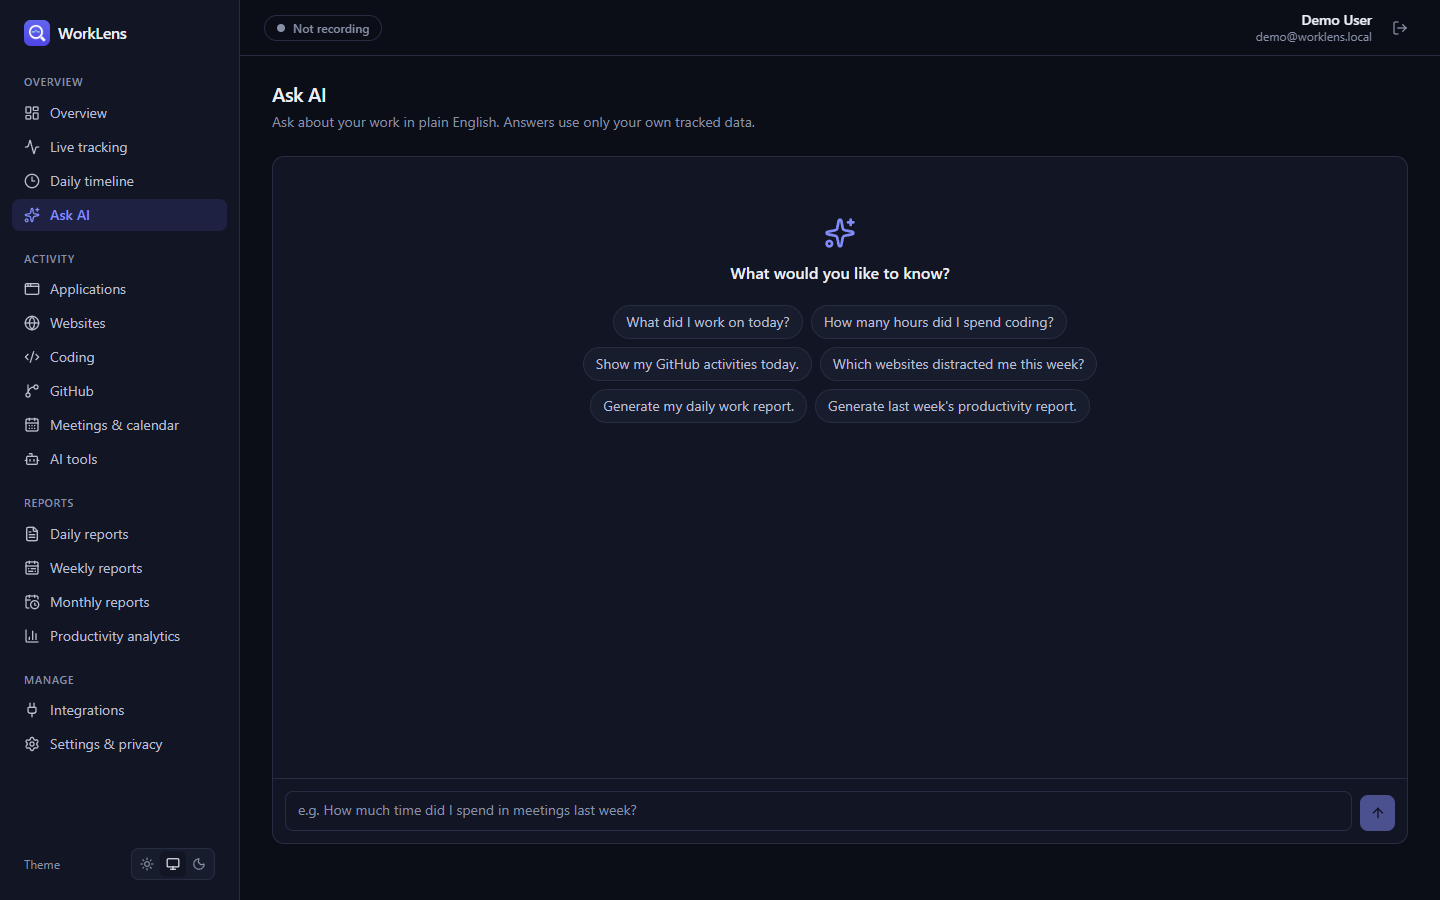 WorkLens
OVERVIEW
Overview
Live tracking
Daily timeline
Ask AI
ACTIVITY
Applications
Websites
Coding
GitHub
Meetings & calendar
AI tools
REPORTS
Daily reports
Weekly reports
Monthly reports
Productivity analytics
MANAGE
Integrations
Settings & privacy
Theme
Not recording
Demo User
demo@worklens.local
Ask AI
Ask about your work in plain English. Answers use only your own tracked data.
What would you like to know?
What did I work on today?
How many hours did I spend coding?
Show my GitHub activities today.
Which websites distracted me this week?
Generate my daily work report.
Generate last week's productivity report.
e.g. How much time did I spend in meetings last week?